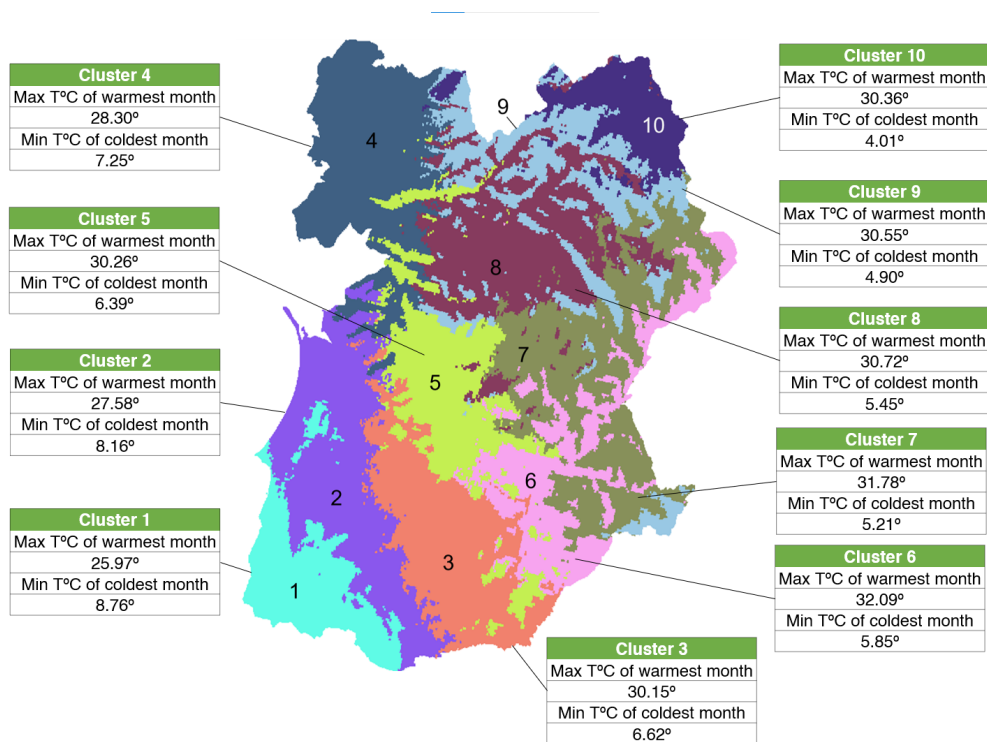 Cluster 4
Max TºC of warmest month
28.30º
Min TºC of coldest month
7.25º
Cluster 5
Max TºC of warmest month
30.26º
Min TºC of coldest month
6.39º
Cluster 2
Max TºC of warmest month
27.58º
Min TºC of coldest month
8.16º
Cluster 1
Max TºC of warmest month
25.97º
Min TºC of coldest month
8.76º
4
9
10
8
7
5
6
2
3
1
Cluster 10
Max TºC of warmest month
30.36º
Min TºC of coldest month
4.01º
Cluster 9
Max TºC of warmest month
30.55º
Min TºC of coldest month
4.90º
Cluster 8
Max TºC of warmest month
30.72º
Min TºC of coldest month
5.45º
Cluster 7
Max TºC of warmest month
31.78º
Min TºC of coldest month
5.21º
Cluster 6
Max TºC of warmest month
32.09º
Min TºC of coldest month
5.85º
Cluster 3
Max TºC of warmest month
30.15º
Min TºC of coldest month
6.62º